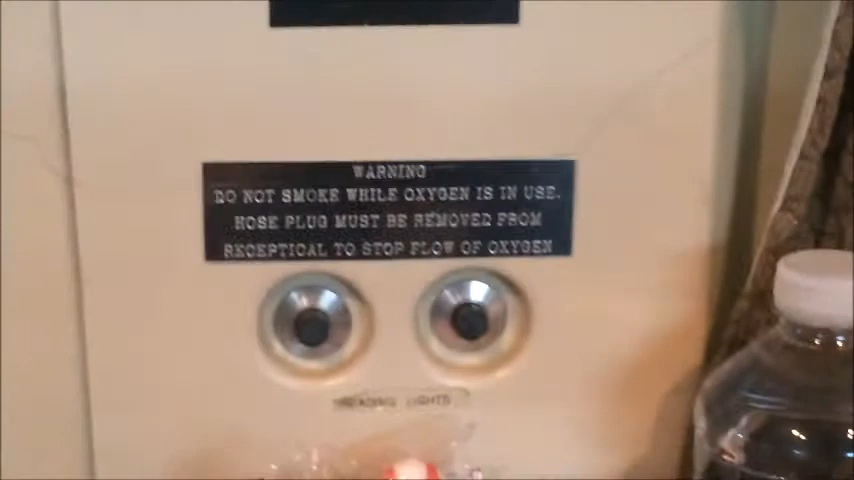 WARNING
DO NOT SMOKE WHILE OXYGEN IS IN USE.
HOSE PLUG MUST BE REMOVED FROM
RECEPTICAL TO STOP FLOW OF OXYGEN
READING LIGHTS